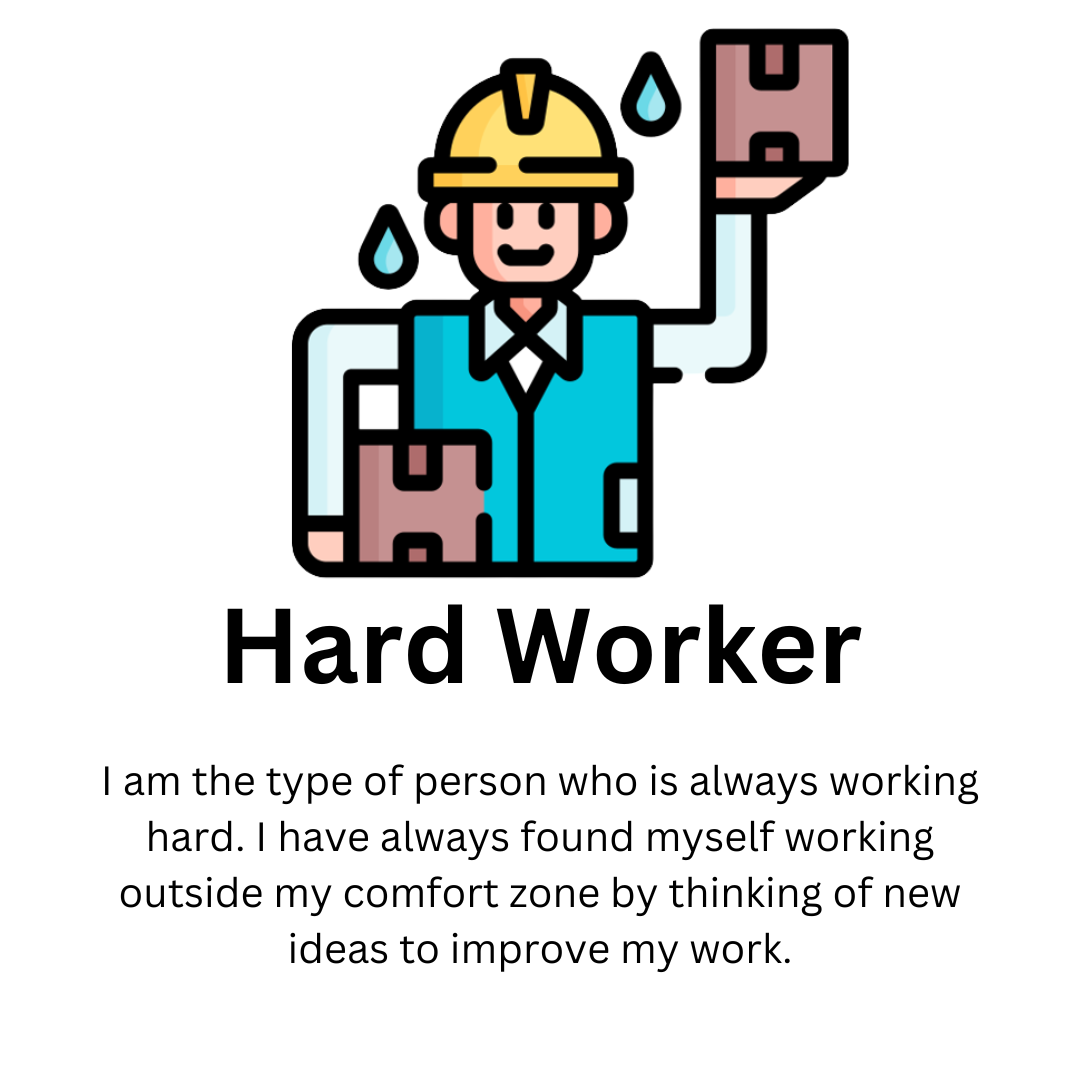 Hard Worker
I am the type of person who is always working
hard. I have always found myself working
outside my comfort zone by thinking of new
ideas to improve my work.